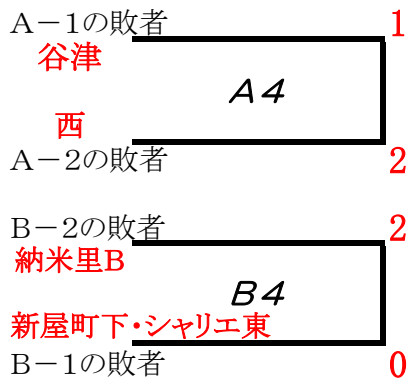 A－1の敗者 1
谷津
A4
西
A－2の敗者 2
B－2の敗者 2
納米里B
B4
新屋町下・シャリエ東
B－1の敗者 0